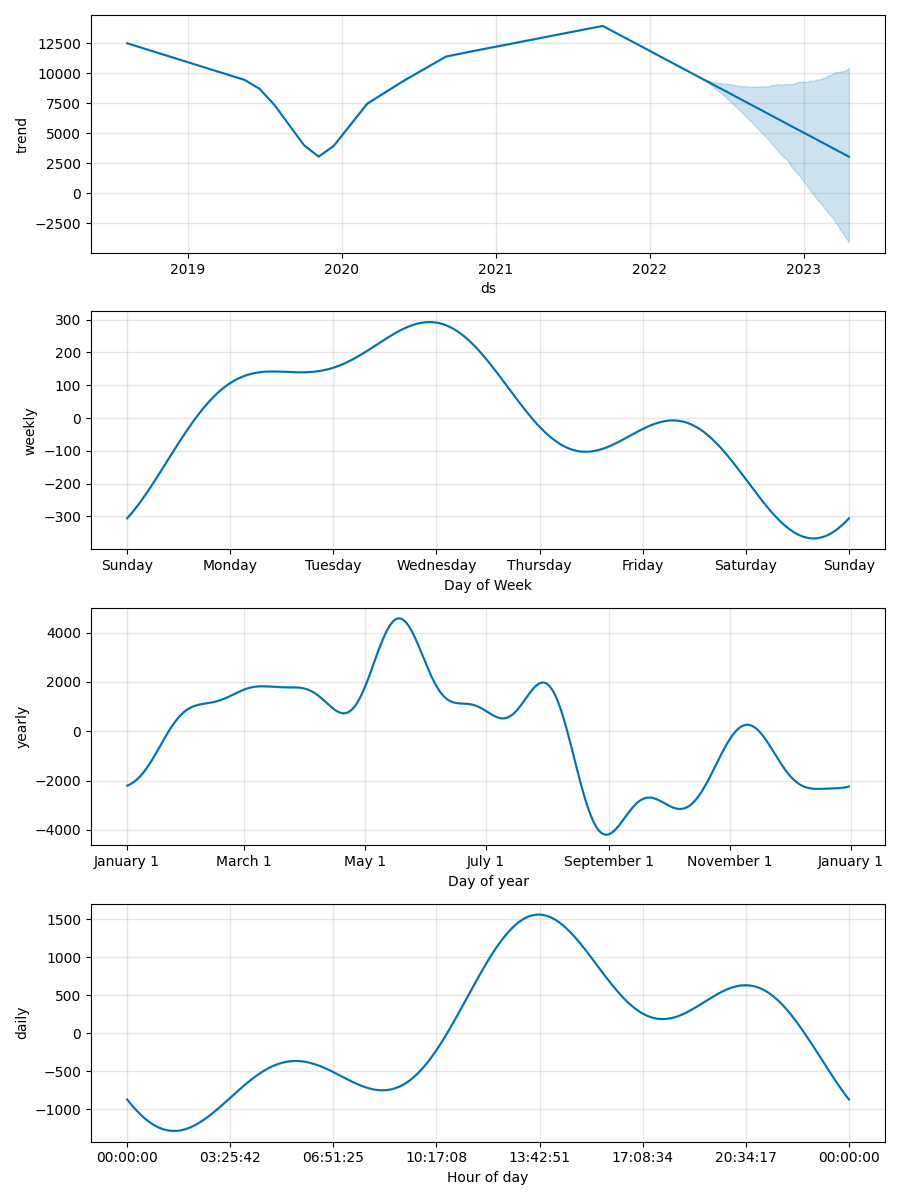 12500
10000
7500
5000
2500
0
−2500
trend
2019 2020 2021 2022 2023
ds
300
200
100
0
−100
−200
−300
weekly
Sunday Monday Tuesday Wednesday Thursday Friday Saturday Sunday
Day of Week
4000
2000
0
−2000
−4000
yearly
January 1 March 1 May 1 July 1 September 1 November 1 January 1
Day of year
1500
1000
500
0
−500
−1000
daily
00:00:00 03:25:42 06:51:25 10:17:08 13:42:51 17:08:34 20:34:17 00:00:00
Hour of day